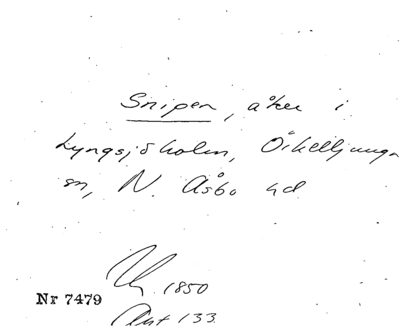 Snipen, åker i
Lyngsjöholm, Örkelljunga
sn, N. Åsbo hd
1850
Nr 7479
Akt 133